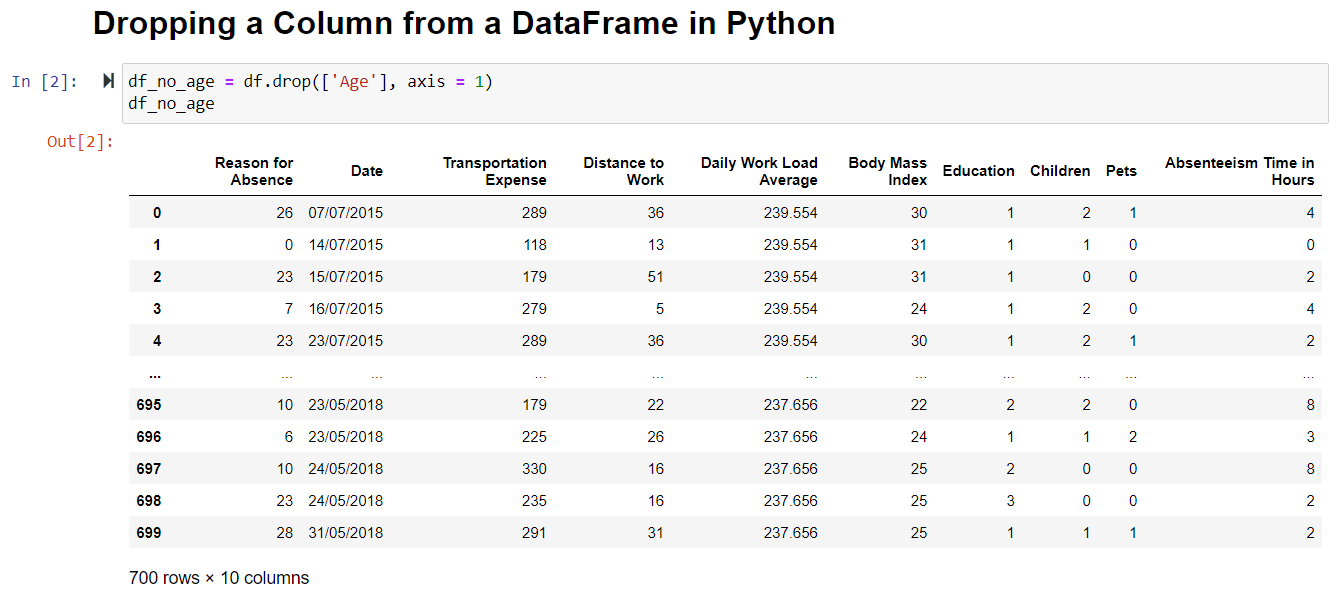 Dropping a Column from a DataFrame in Python
In [2]: df_no_age = df.drop(['Age'], axis = 1)
df_no_age
Out[2]:
Reason for Absence Date Transportation Expense Distance to Work Daily Work Load Average Body Mass Index Education Children Pets Absenteeism Time in Hours
0 26 07/07/2015 289 36 239.554 30 1 2 1 4
1 0 14/07/2015 118 13 239.554 31 1 1 0 0
2 23 15/07/2015 179 51 239.554 31 1 0 0 2
3 7 16/07/2015 279 5 239.554 24 1 2 0 4
4 23 23/07/2015 289 36 239.554 30 1 2 1 2
... ... ... ... ... ... ... ... ... ... ...
695 10 23/05/2018 179 22 237.656 22 2 2 0 8
696 6 23/05/2018 225 26 237.656 24 1 1 2 3
697 10 24/05/2018 330 16 237.656 25 2 0 0 8
698 23 24/05/2018 235 16 237.656 25 3 0 0 2
699 28 31/05/2018 291 31 237.656 25 1 1 1 2
700 rows × 10 columns